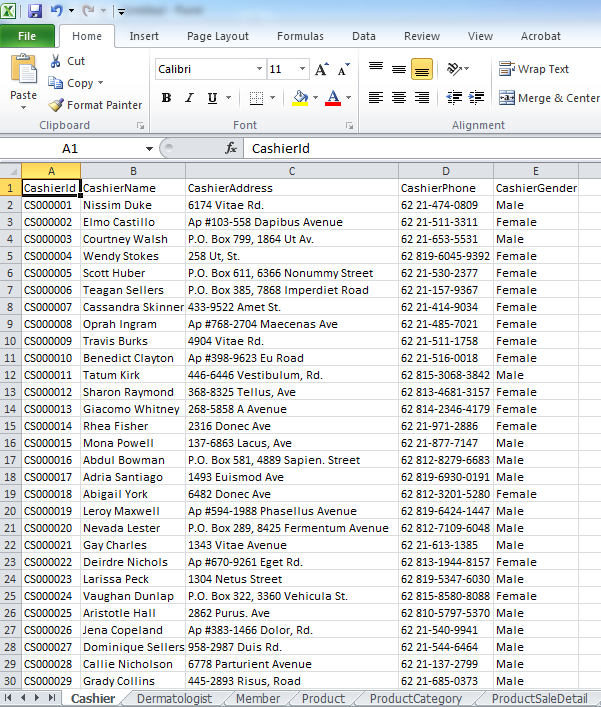 File Home Insert Page Layout Formulas Data Review View Acrobat
Cut
Copy
Format Painter
Paste
Calibri 11 A A
B I U A
Wrap Text
Merge & Center
Clipboard Font Alignment
A1 fx CashierId
A B C D E
1 CashierId CashierName CashierAddress CashierPhone CashierGender
2 CS000001 Nissim Duke 6174 Vitae Rd. 62 21-474-0809 Male
3 CS000002 Elmo Castillo Ap #103-558 Dapibus Avenue 62 21-511-3311 Female
4 CS000003 Courtney Walsh P.O. Box 799, 1864 Ut Av. 62 21-653-5531 Male
5 CS000004 Wendy Stokes 258 Ut, St. 62 819-6045-9392 Female
6 CS000005 Scott Huber P.O. Box 611, 6366 Nonummy Street 62 21-530-2377 Female
7 CS000006 Teagan Sellers P.O. Box 385, 7868 Imperdiet Road 62 21-157-9367 Female
8 CS000007 Cassandra Skinner 433-9522 Amet St. 62 21-414-9034 Female
9 CS000008 Oprah Ingram Ap #768-2704 Maecenas Ave 62 21-485-7021 Female
10 CS000009 Travis Burks 4904 Vitae Rd. 62 21-511-1758 Female
11 CS000010 Benedict Clayton Ap #398-9623 Eu Road 62 21-516-0018 Female
12 CS000011 Tatum Kirk 446-6446 Vestibulum, Rd. 62 815-3068-3842 Male
13 CS000012 Sharon Raymond 368-8325 Tellus, Ave 62 813-4681-3157 Female
14 CS000013 Giacomo Whitney 268-5858 A Avenue 62 814-2346-4179 Female
15 CS000014 Rhea Fisher 2316 Donec Ave 62 21-971-2886 Female
16 CS000015 Mona Powell 137-6863 Lacus, Ave 62 21-877-7147 Male
17 CS000016 Abdul Bowman P.O. Box 581, 4889 Sapien. Street 62 812-8279-6683 Male
18 CS000017 Adria Santiago 1493 Euismod Ave 62 819-6930-0191 Male
19 CS000018 Abigail York 6482 Donec Ave 62 812-3201-5280 Female
20 CS000019 Leroy Maxwell Ap #594-1988 Phasellus Avenue 62 819-6424-1447 Male
21 CS000020 Nevada Lester P.O. Box 289, 8425 Fermentum Avenue 62 812-7109-6048 Male
22 CS000021 Gay Charles 1343 Vitae Avenue 62 21-613-1385 Male
23 CS000022 Deirdre Nichols Ap #670-9261 Eget Rd. 62 813-1944-8157 Female
24 CS000023 Larissa Peck 1304 Netus Street 62 819-5347-6030 Male
25 CS000024 Vaughan Dunlap P.O. Box 322, 3360 Vehicula St. 62 815-8580-8088 Female
26 CS000025 Aristotle Hall 2862 Purus. Ave 62 810-5797-5370 Male
27 CS000026 Jena Copeland Ap #383-1466 Dolor, Rd. 62 21-540-9941 Male
28 CS000027 Dominique Sellers 958-2987 Duis Rd. 62 21-544-6464 Male
29 CS000028 Callie Nicholson 6778 Parturient Avenue 62 21-137-2799 Male
30 CS000029 Grady Collins 445-2893 Risus, Road 62 21-685-0373 Male
Cashier Dermatologist Member Product ProductCategory ProductSaleDetail